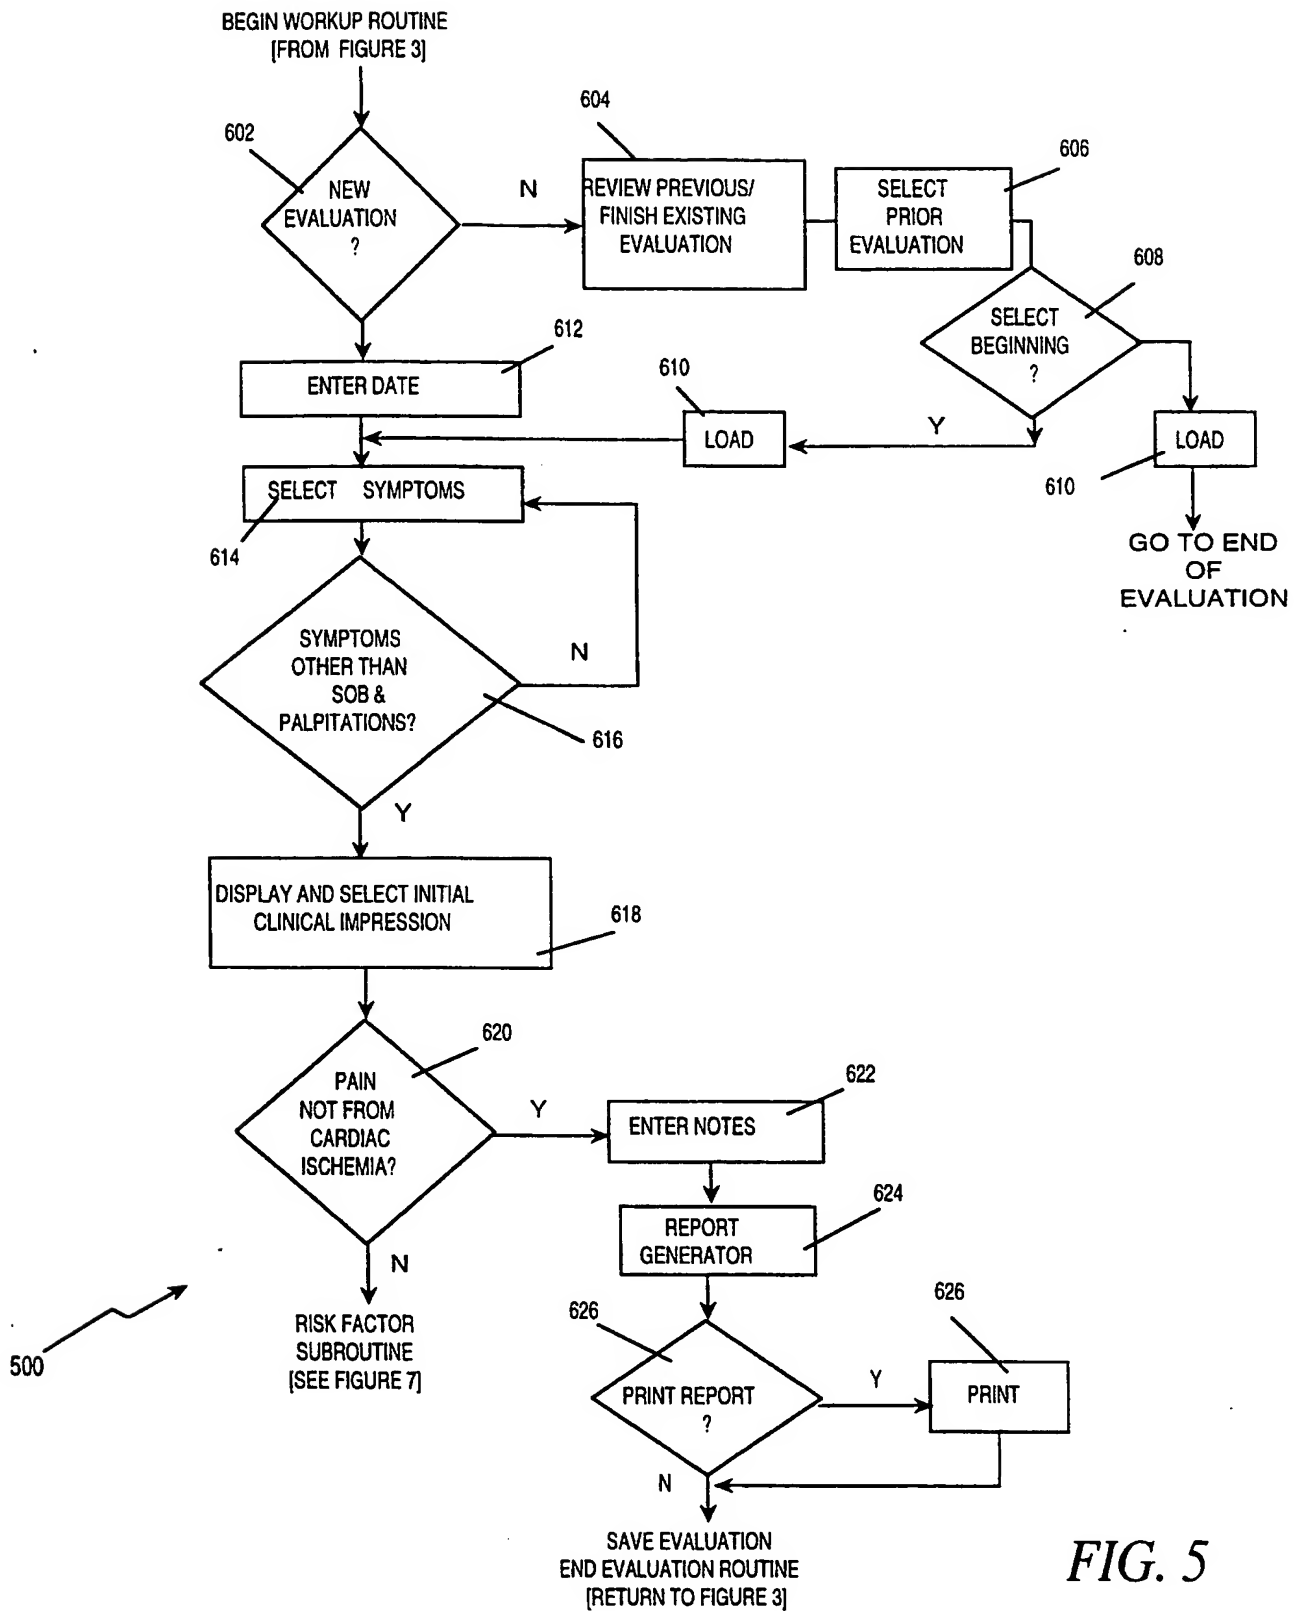 BEGIN WORKUP ROUTINE
[FROM FIGURE 3]
602
NEW
EVALUATION
?
N
604
REVIEW PREVIOUS/
FINISH EXISTING
EVALUATION
606
SELECT
PRIOR
EVALUATION
608
SELECT
BEGINNING
?
612
ENTER DATE
610
LOAD
Y
LOAD
610
GO TO END
OF
EVALUATION
SELECT SYMPTOMS
614
SYMPTOMS
OTHER THAN
SOB &
PALPITATIONS?
N
616
Y
DISPLAY AND SELECT INITIAL
CLINICAL IMPRESSION
618
620
PAIN
NOT FROM
CARDIAC
ISCHEMIA?
Y
622
ENTER NOTES
N
624
REPORT
GENERATOR
RISK FACTOR
SUBROUTINE
[SEE FIGURE 7]
500
626
PRINT REPORT
?
Y
626
PRINT
N
SAVE EVALUATION
END EVALUATION ROUTINE
[RETURN TO FIGURE 3]
FIG. 5